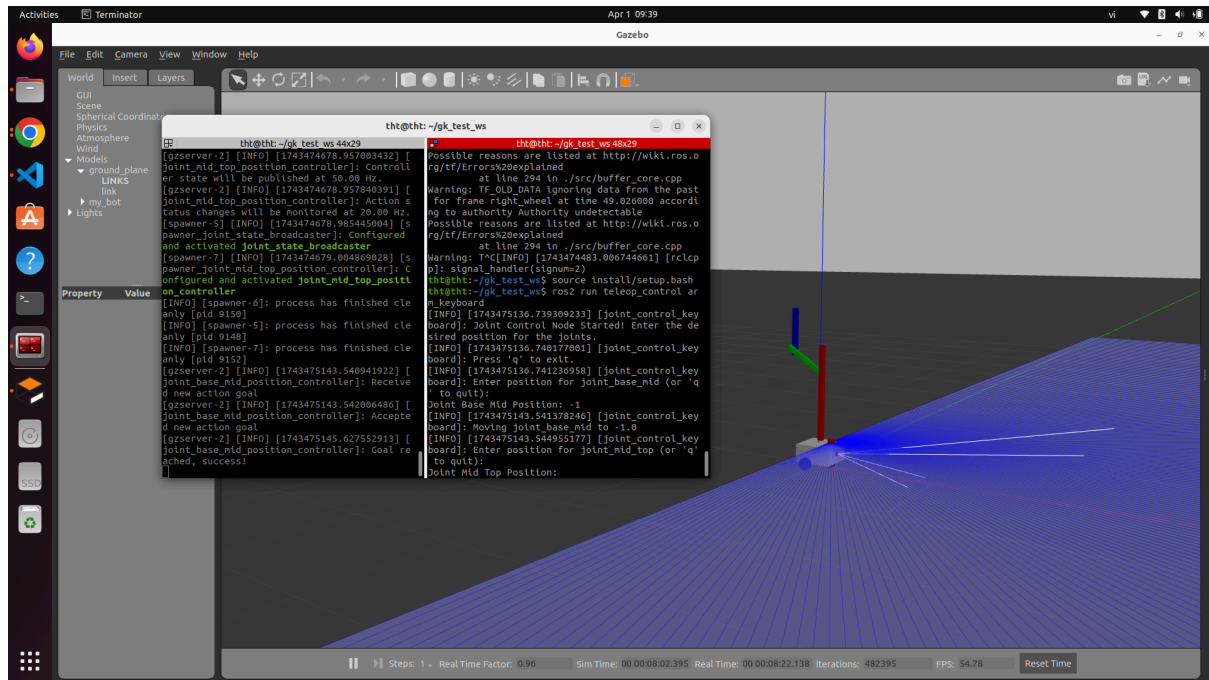 Activities
Terminator
Apr 1 09:39
vi
Gazebo
File Edit Camera View Window Help
World Insert Layers
GUI
Scene
Spherical Coordinate
Physics
Atmosphere
Wind
Models
ground_plane
LINKS
link
my_bot
Lights
Property Value
tht@tht: ~/gk_test_ws
tht@tht: ~/gk_test_ws 44x29
[gzserver-2] [INFO] [1743474678.957003432] [
joint_mid_top_position_controller]: Controll
er state will be published at 50.00 Hz.
[gzserver-2] [INFO] [1743474678.957840391] [
joint_mid_top_position_controller]: Action s
tatus changes will be monitored at 20.00 Hz.
[spawner-5] [INFO] [1743474678.985445004] [s
pawner_joint_state_broadcaster]: Configured
and activated joint_state_broadcaster
[spawner-7] [INFO] [1743474679.004869028] [s
pawner_joint_mid_top_position_controller]: C
onfigured and activated joint_mid_top_positi
on_controller
[INFO] [spawner-6]: process has finished cle
anly [pid 9150]
[INFO] [spawner-5]: process has finished cle
anly [pid 9148]
[INFO] [spawner-7]: process has finished cle
anly [pid 9152]
[gzserver-2] [INFO] [1743475143.540941922] [
joint_base_mid_position_controller]: Receive
d new action goal
[gzserver-2] [INFO] [1743475143.542006486] [
joint_base_mid_position_controller]: Accepte
d new action goal
[gzserver-2] [INFO] [1743475145.627552913] [
joint_base_mid_position_controller]: Goal re
ached, success!
tht@tht: ~/gk_test_ws 48x29
Possible reasons are listed at http://wiki.ros.o
rg/tf/Errors%20explained
at line 294 in ./src/buffer_core.cpp
Warning: TF_OLD_DATA ignoring data from the past
for frame right_wheel at time 49.026000 accordi
ng to authority Authority undetectable
Possible reasons are listed at http://wiki.ros.o
rg/tf/Errors%20explained
at line 294 in ./src/buffer_core.cpp
Warning: T^C[INFO] [1743474483.006744661] [rclcp
p]: signal_handler(signum=2)
tht@tht:~/gk_test_ws$ source install/setup.bash
tht@tht:~/gk_test_ws$ ros2 run teleop_control ar
m_keyboard
[INFO] [1743475136.739309233] [joint_control_key
board]: Joint Control Node Started! Enter the de
sired position for the joints.
[INFO] [1743475136.740177001] [joint_control_key
board]: Press 'q' to exit.
[INFO] [1743475136.741236958] [joint_control_key
board]: Enter position for joint_base_mid (or 'q
' to quit):
Joint Base Mid Position: -1
[INFO] [1743475143.541378246] [joint_control_key
board]: Moving joint_base_mid to -1.0
[INFO] [1743475143.544955177] [joint_control_key
board]: Enter position for joint_mid_top (or 'q'
to quit):
Joint Mid Top Position:
SSD
Steps: 1 Real Time Factor: 0.96 Sim Time: 00 00:08:02.395 Real Time: 00 00:08:22.138 Iterations: 482395 FPS: 54.78 Reset Time